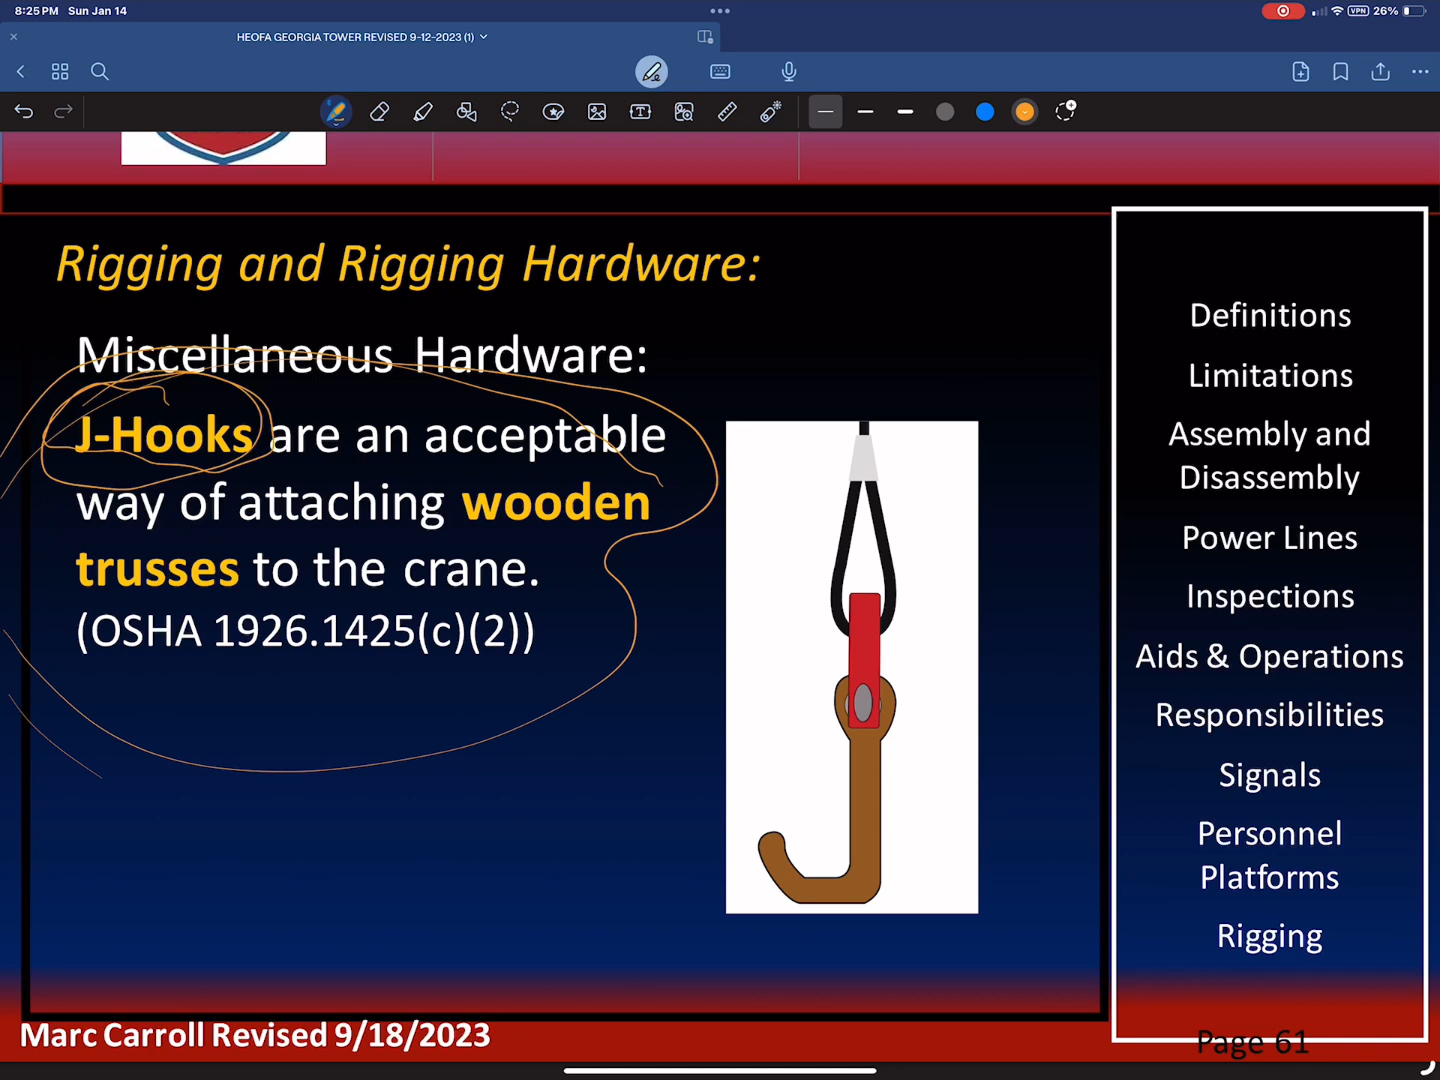 8:25 PM Sun Jan 14
VPN 26%
HEOFA GEORGIA TOWER REVISED 9-12-2023 (1)
Rigging and Rigging Hardware:
Miscellaneous Hardware:
J-Hooks are an acceptable
way of attaching wooden
trusses to the crane.
(OSHA 1926.1425(c)(2))
Definitions
Limitations
Assembly and
Disassembly
Power Lines
Inspections
Aids & Operations
Responsibilities
Signals
Personnel
Platforms
Rigging
Marc Carroll Revised 9/18/2023
Page 61